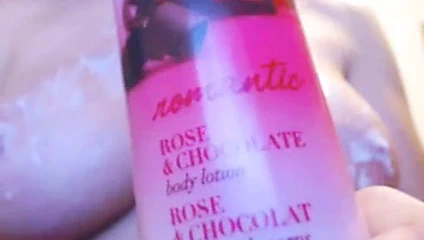 romantic
ROSE
& CHOCOLATE
body lotion
ROSE
& CHOCOLAT